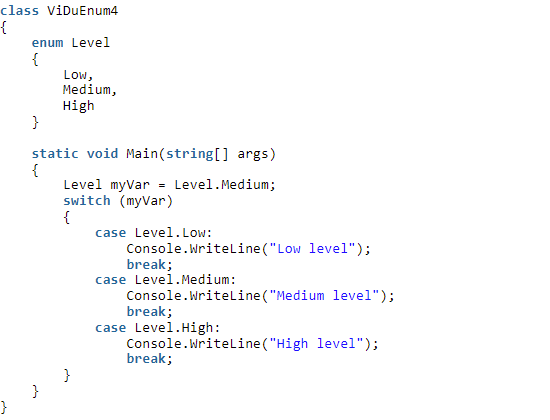 class ViDuEnum4
{
    enum Level
    {
        Low,
        Medium,
        High
    }

    static void Main(string[] args)
    {
        Level myVar = Level.Medium;
        switch (myVar)
        {
            case Level.Low:
                Console.WriteLine("Low level");
                break;
            case Level.Medium:
                Console.WriteLine("Medium level");
                break;
            case Level.High:
                Console.WriteLine("High level");
                break;
        }
    }
}